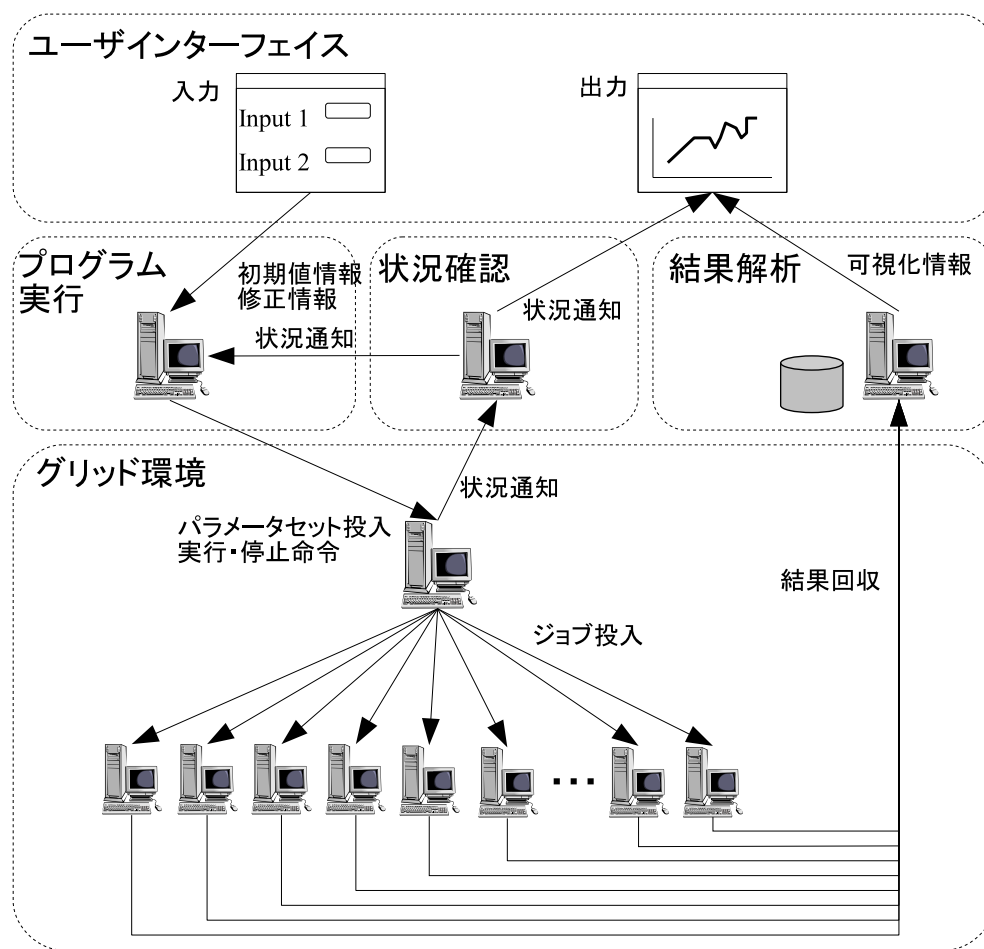 ユーザインターフェイス
入力
Input 1
Input 2
出力
プログラム
実行
初期値情報
修正情報
状況通知
状況確認
状況通知
結果解析
可視化情報
グリッド環境
状況通知
パラメータセット投入
実行・停止命令
結果回収
ジョブ投入
…